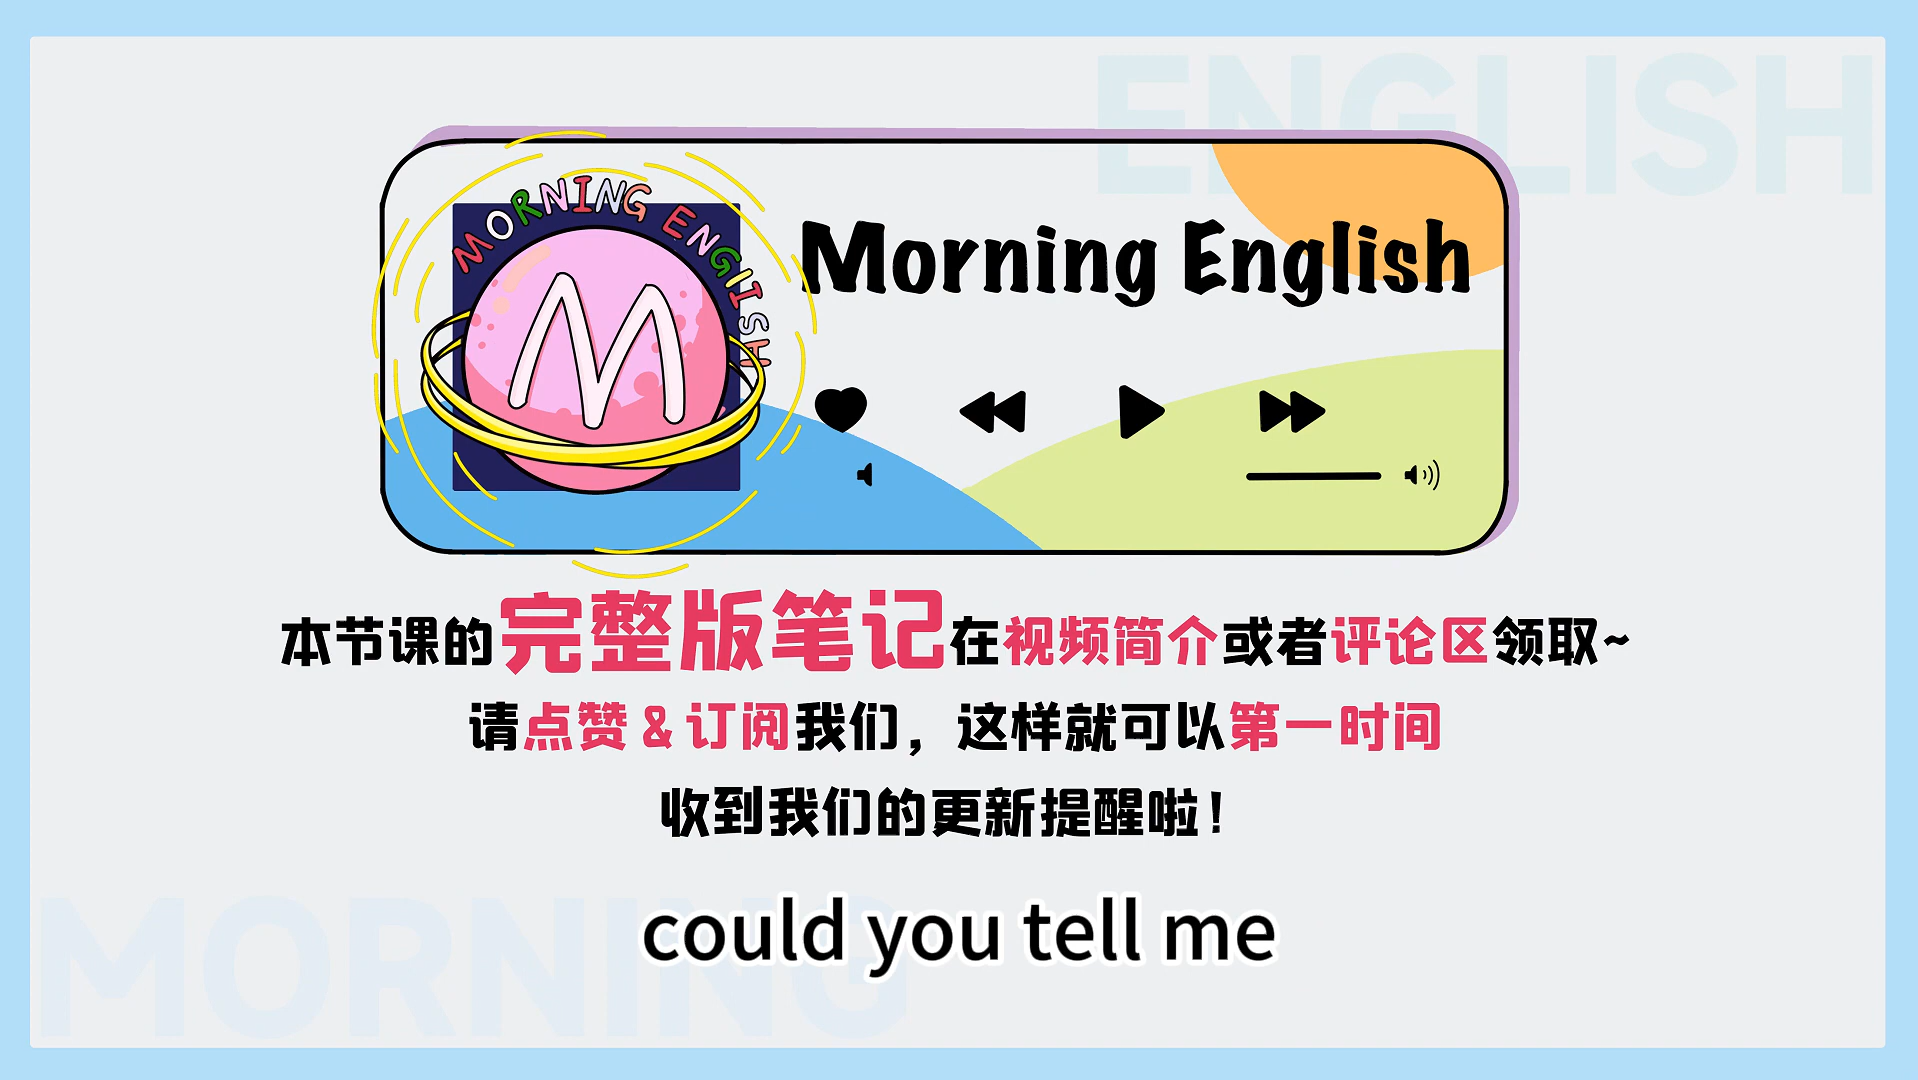 ENGLISH
MORNING ENGLISH
M
Morning English
本节课的完整版笔记在视频简介或者评论区领取~
请点赞&订阅我们，这样就可以第一时间
收到我们的更新提醒啦！
could you tell me
MORNING